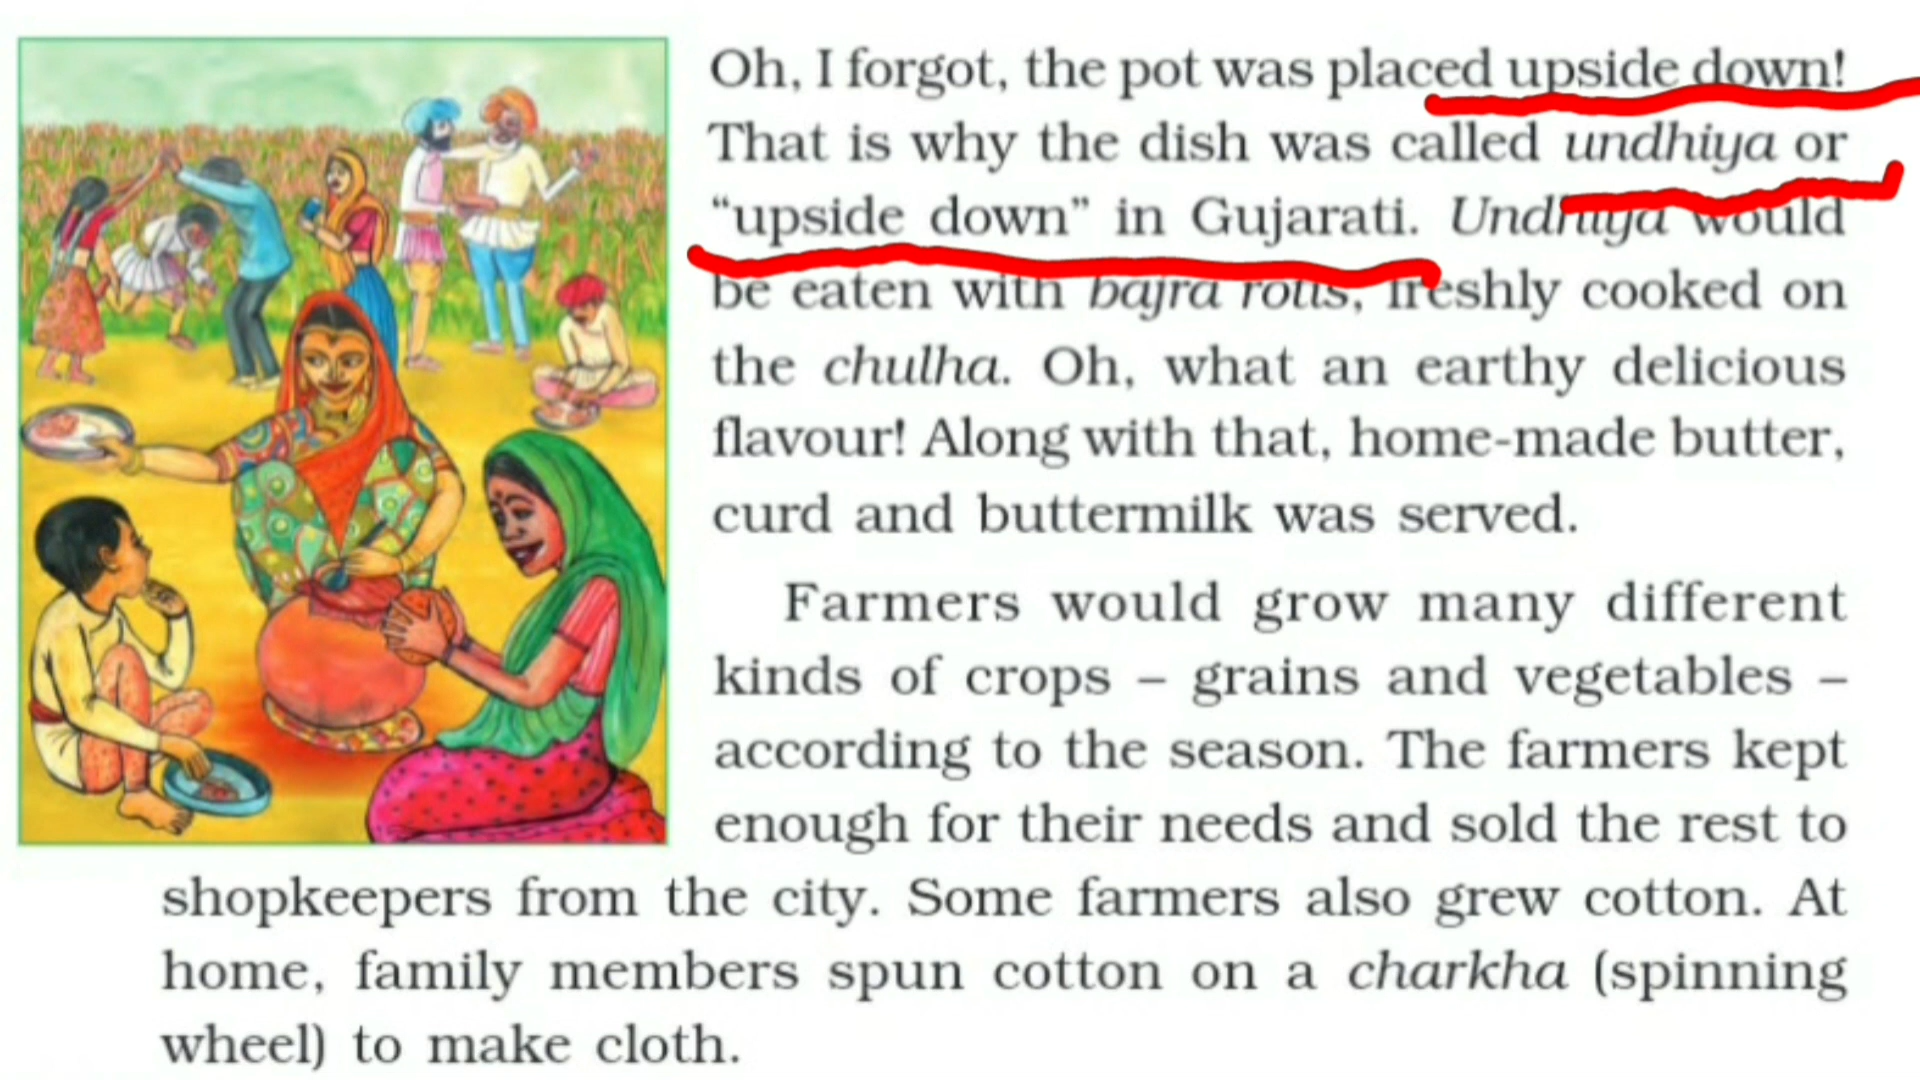 Oh, I forgot, the pot was placed upside down!
That is why the dish was called undhiya or
“upside down” in Gujarati. Undhiya would
be eaten with bajra rotis, freshly cooked on
the chulha. Oh, what an earthy delicious
flavour! Along with that, home-made butter,
curd and buttermilk was served.
Farmers would grow many different
kinds of crops – grains and vegetables –
according to the season. The farmers kept
enough for their needs and sold the rest to
shopkeepers from the city. Some farmers also grew cotton. At
home, family members spun cotton on a charkha (spinning
wheel) to make cloth.